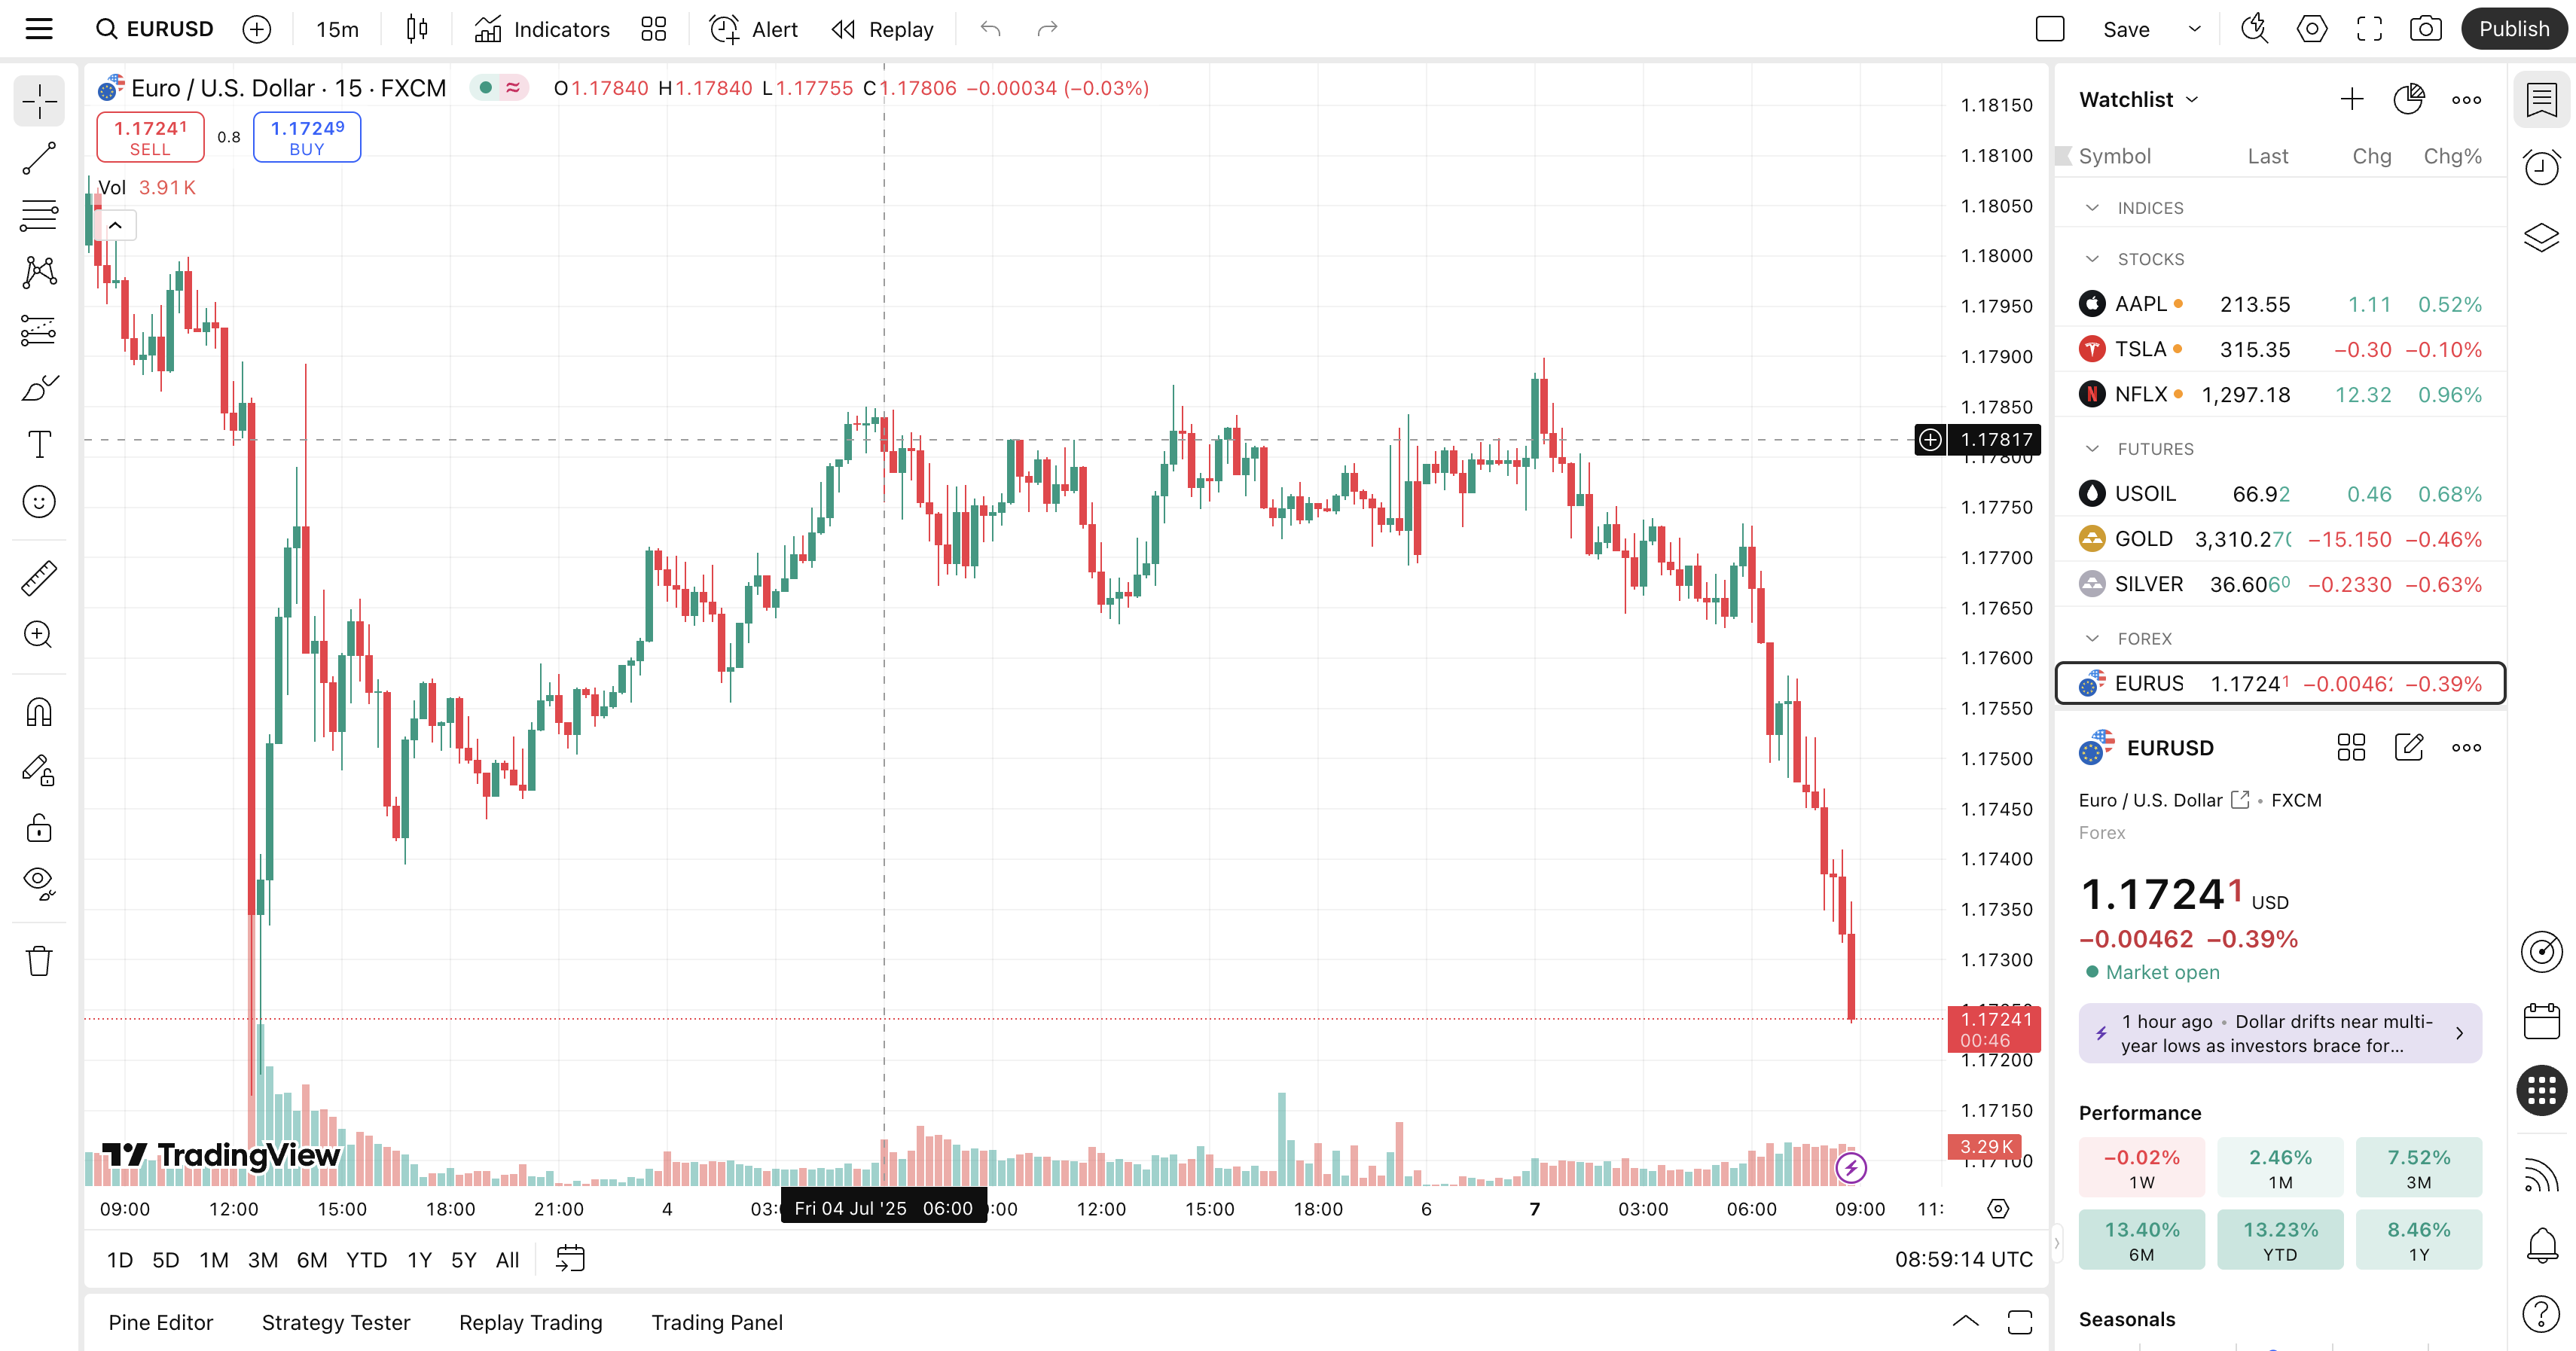 EURUSD 15m Indicators Alert Replay Save Publish
Euro / U.S. Dollar · 15 · FXCM O1.17840 H1.17840 L1.17755 C1.17806 −0.00034 (−0.03%)
1.17241 SELL 0.8 1.17249 BUY
Vol 3.91 K
1.18150
1.18100
1.18050
1.18000
1.17950
1.17900
1.17850
1.17817
1.17800
1.17750
1.17700
1.17650
1.17600
1.17550
1.17500
1.17450
1.17400
1.17350
1.17300
1.17241
00:46
1.17200
1.17150
3.29 K
1.17100
TradingView
09:00 12:00 15:00 18:00 21:00 4 Fri 04 Jul '25 06:00 12:00 15:00 18:00 6 7 03:00 06:00 09:00 11:
1D 5D 1M 3M 6M YTD 1Y 5Y All 08:59:14 UTC
Pine Editor Strategy Tester Replay Trading Trading Panel
Watchlist
Symbol Last Chg Chg%
INDICES
STOCKS
AAPL 213.55 1.11 0.52%
TSLA 315.35 −0.30 −0.10%
NFLX 1,297.18 12.32 0.96%
FUTURES
USOIL 66.92 0.46 0.68%
GOLD 3,310.270 −15.150 −0.46%
SILVER 36.6060 −0.2330 −0.63%
FOREX
EURUS 1.17241 −0.0046 −0.39%
EURUSD
Euro / U.S. Dollar • FXCM
Forex
1.17241 USD
−0.00462 −0.39%
Market open
1 hour ago • Dollar drifts near multi-
year lows as investors brace for...
Performance
−0.02% 2.46% 7.52%
1W 1M 3M
13.40% 13.23% 8.46%
6M YTD 1Y
Seasonals